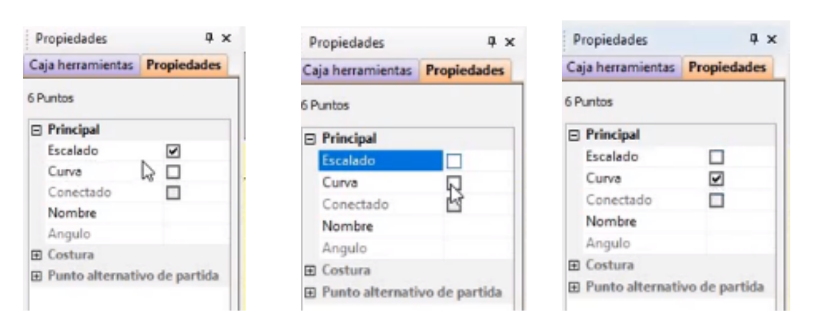 Propiedades
Caja herramientas Propiedades
6 Puntos
Principal
Escalado
Curva
Conectado
Nombre
Angulo
Costura
Punto alternativo de partida
Propiedades
Caja herramientas Propiedades
6 Puntos
Principal
Escalado
Curva
Conectado
Nombre
Angulo
Costura
Punto alternativo de partida
Propiedades
Caja herramientas Propiedades
6 Puntos
Principal
Escalado
Curva
Conectado
Nombre
Angulo
Costura
Punto alternativo de partida